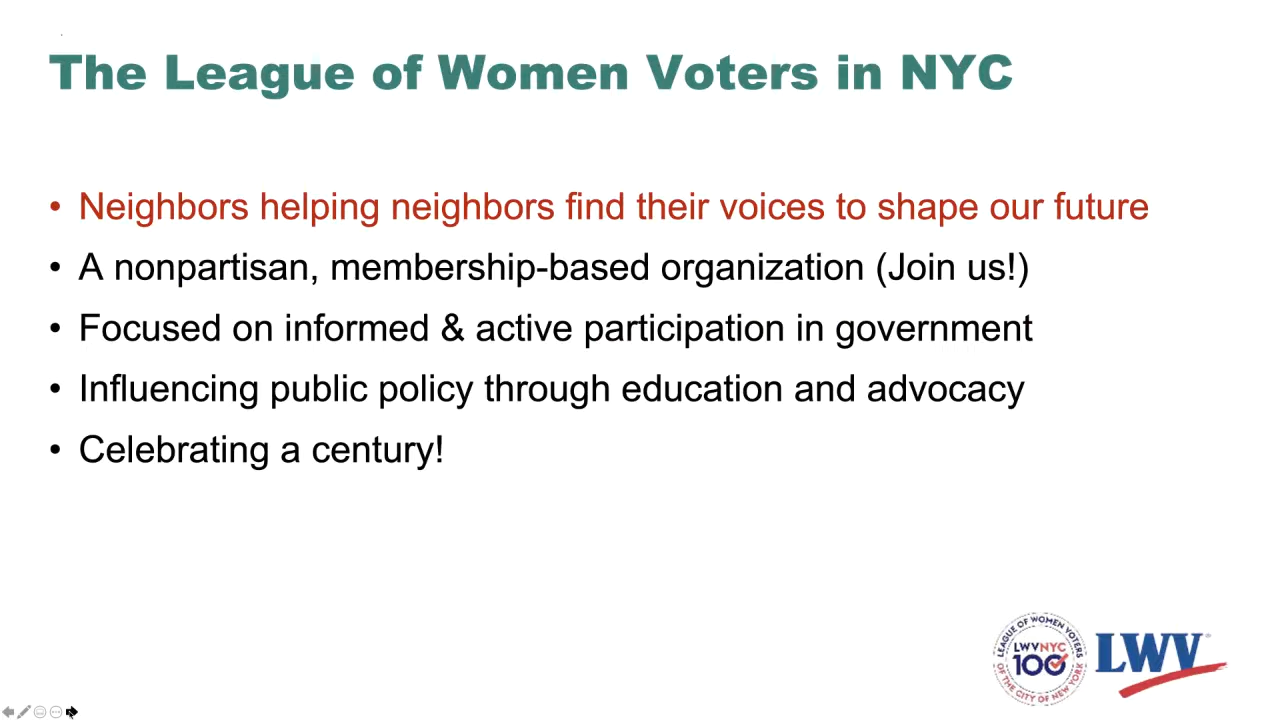 The League of Women Voters in NYC
• Neighbors helping neighbors find their voices to shape our future
• A nonpartisan, membership-based organization (Join us!)
• Focused on informed & active participation in government
• Influencing public policy through education and advocacy
• Celebrating a century!
LEAGUE OF WOMEN VOTERS
LWVNYC
100
OF THE CITY OF NEW YORK
LWV®